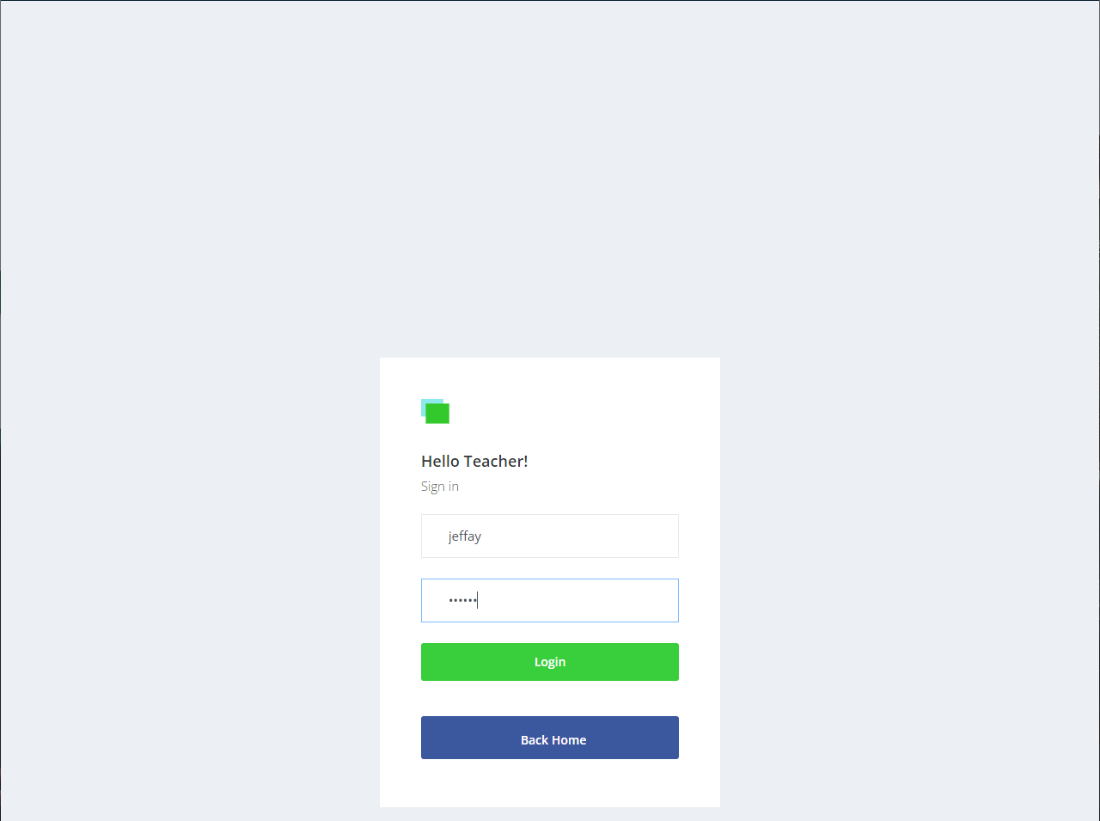 Hello Teacher!
Sign in
jeffay
••••••
Login
Back Home